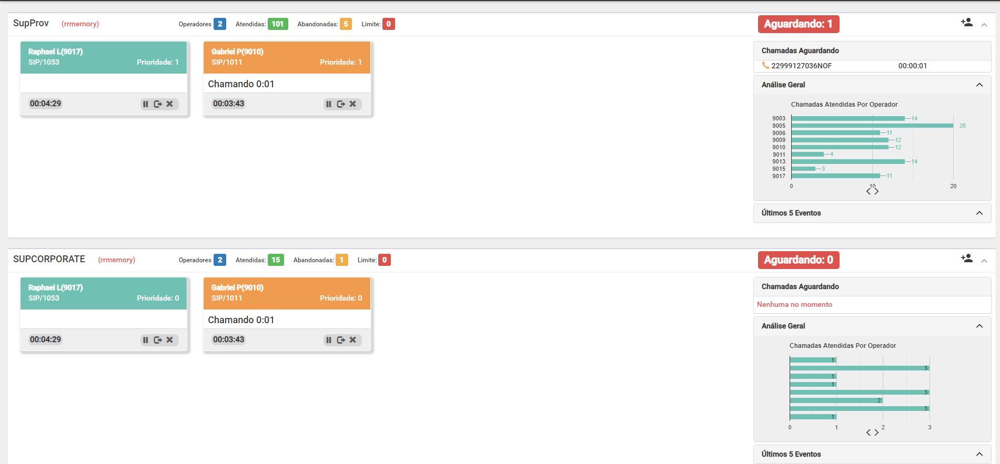 SupProv (rrmemory) Operadores 2 Atendidas: 101 Abandonadas: 5 Limite: 0 Aguardando: 1
Raphael L(9017)
SIP/1053 Prioridade: 1
00:04:29
Gabriel P(9010)
SIP/1011 Prioridade: 1
Chamando 0:01
00:03:43
Chamadas Aguardando
22999127036NOF 00:00:01
Análise Geral
Chamadas Atendidas Por Operador
9003 14
9005 20
9006 11
9009 12
9010 12
9011 4
9013 14
9015 3
9017 11
0 10 20
Últimos 5 Eventos
SUPCORPORATE (rrmemory) Operadores 2 Atendidas: 15 Abandonadas: 1 Limite: 0 Aguardando: 0
Raphael L(9017)
SIP/1053 Prioridade: 0
00:04:29
Gabriel P(9010)
SIP/1011 Prioridade: 0
Chamando 0:01
00:03:43
Chamadas Aguardando
Nenhuma no momento
Análise Geral
Chamadas Atendidas Por Operador
1
3
1
1
3
2
3
1
0 1 2 3
Últimos 5 Eventos